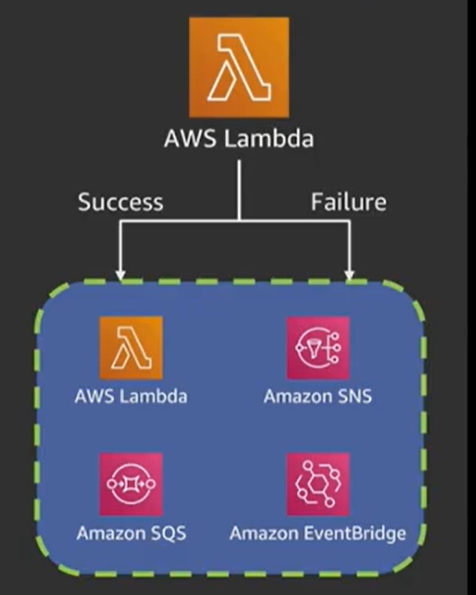 AWS Lambda
Success
Failure
AWS Lambda
Amazon SNS
Amazon SQS
Amazon EventBridge